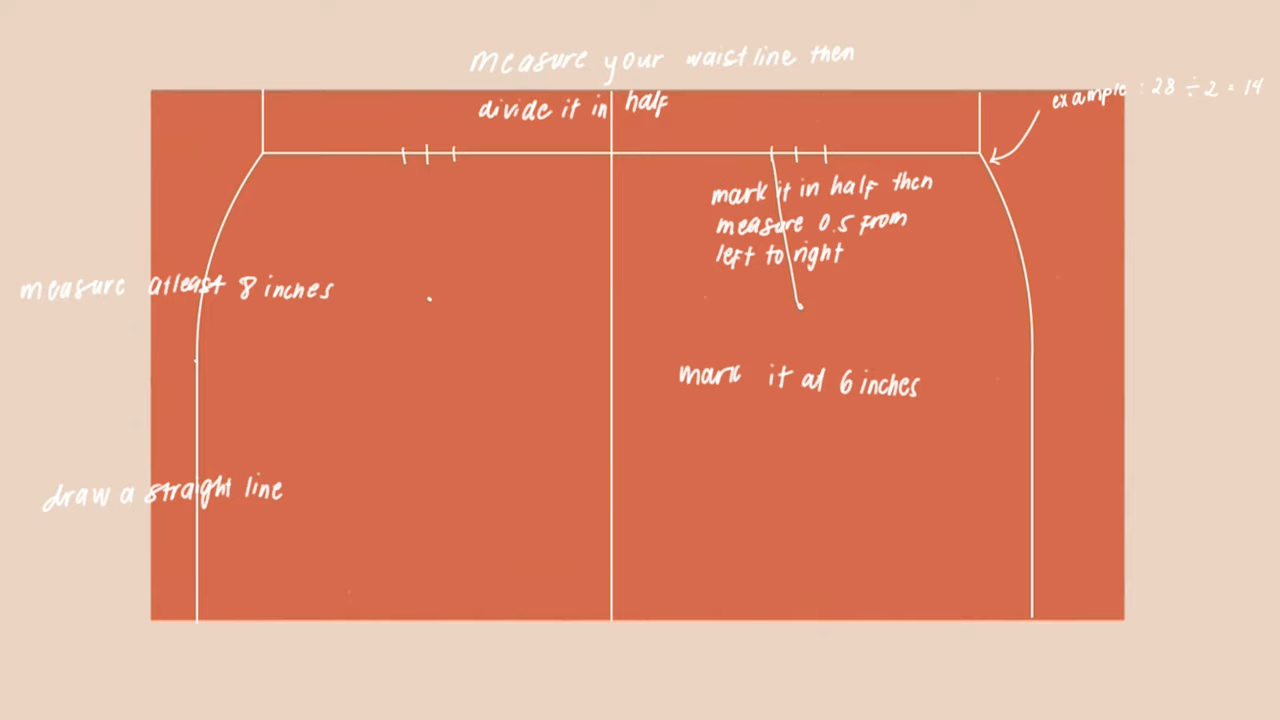 measure your waistline then
divide it in half
example : 28 ÷ 2 = 14
mark it in half then
measure 0.5 from
left to right
measure atleast 8 inches
mark it at 6 inches
draw a straight line